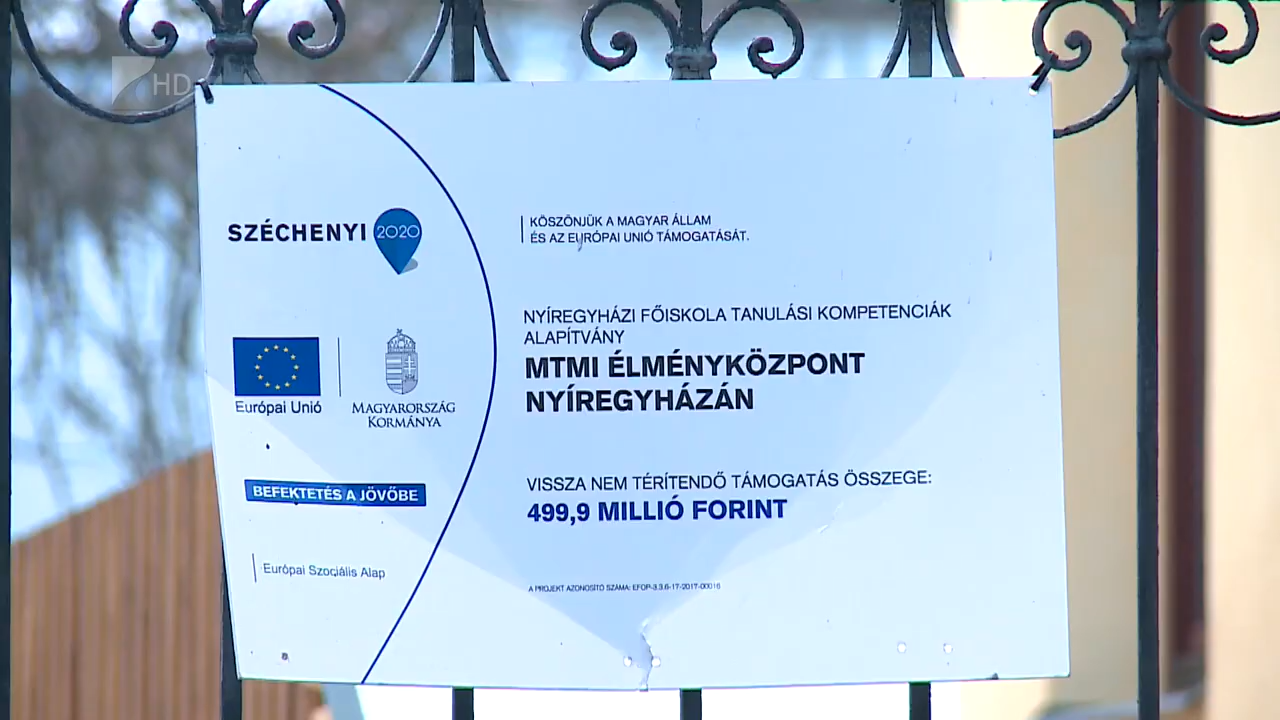 HD
SZÉCHENYI 2020
KÖSZÖNJÜK A MAGYAR ÁLLAM
ÉS AZ EURÓPAI UNIÓ TÁMOGATÁSÁT.
NYÍREGYHÁZI FŐISKOLA TANULÁSI KOMPETENCIÁK
ALAPÍTVÁNY
MTMI ÉLMÉNYKÖZPONT
NYÍREGYHÁZÁN
Európai Unió
MAGYARORSZÁG
KORMÁNYA
BEFEKTETÉS A JÖVŐBE
VISSZA NEM TÉRÍTENDŐ TÁMOGATÁS ÖSSZEGE:
499,9 MILLIÓ FORINT
Európai Szociális Alap
A PROJEKT AZONOSÍTÓ SZÁMA: EFOP-3.3.6-17-2017-00016